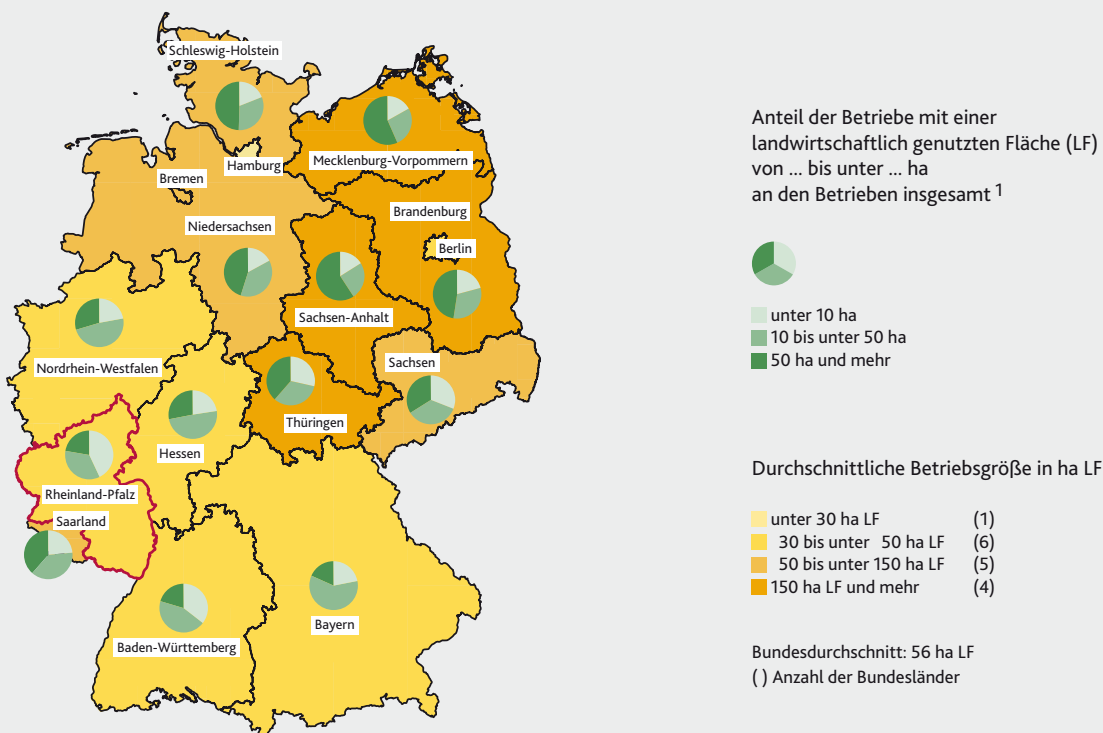 Schleswig-Holstein
Mecklenburg-Vorpommern
Hamburg
Bremen
Brandenburg
Niedersachsen
Berlin
Sachsen-Anhalt
Sachsen
Nordrhein-Westfalen
Thüringen
Hessen
Rheinland-Pfalz
Saarland
Bayern
Baden-Württemberg
Anteil der Betriebe mit einer
landwirtschaftlich genutzten Fläche (LF)
von ... bis unter ... ha
an den Betrieben insgesamt 1
unter 10 ha
10 bis unter 50 ha
50 ha und mehr
Durchschnittliche Betriebsgröße in ha LF
unter 30 ha LF (1)
30 bis unter 50 ha LF (6)
50 bis unter 150 ha LF (5)
150 ha LF und mehr (4)
Bundesdurchschnitt: 56 ha LF
( ) Anzahl der Bundesländer